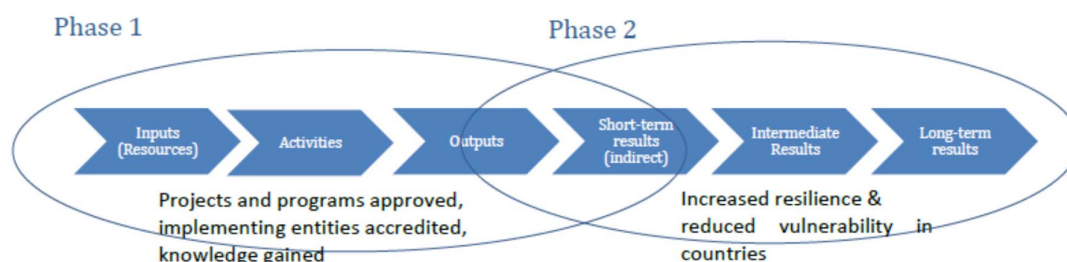 Phase 1
Phase 2
Inputs
(Resources)
Activities
Outputs
Short-term
results
(indirect)
Intermediate
Results
Long-term
results
Projects and programs approved,
implementing entities accredited,
knowledge gained
Increased resilience &
reduced vulnerability in
countries